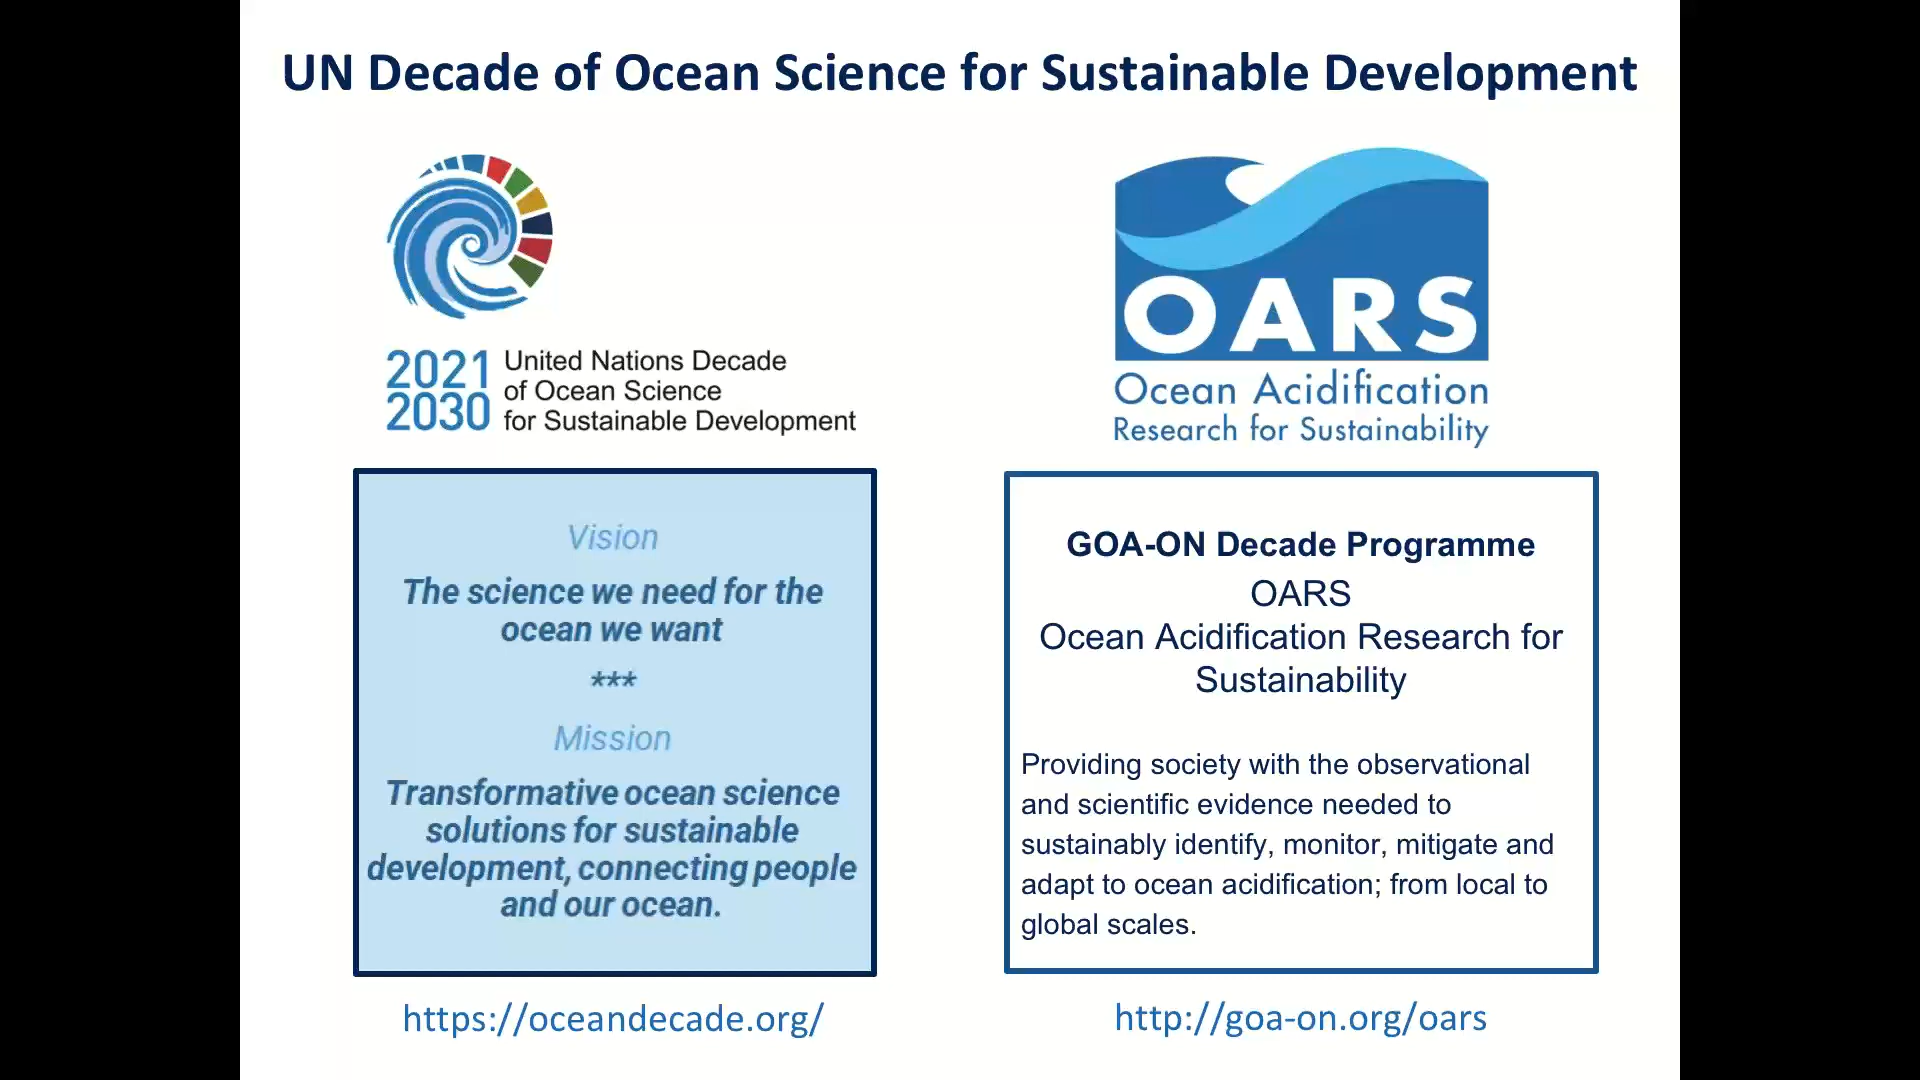 UN Decade of Ocean Science for Sustainable Development
2021
2030
United Nations Decade
of Ocean Science
for Sustainable Development
OARS
Ocean Acidification
Research for Sustainability
Vision
The science we need for the
ocean we want
***
Mission
Transformative ocean science
solutions for sustainable
development, connecting people
and our ocean.
GOA-ON Decade Programme
OARS
Ocean Acidification Research for
Sustainability
Providing society with the observational
and scientific evidence needed to
sustainably identify, monitor, mitigate and
adapt to ocean acidification; from local to
global scales.
https://oceandecade.org/
http://goa-on.org/oars